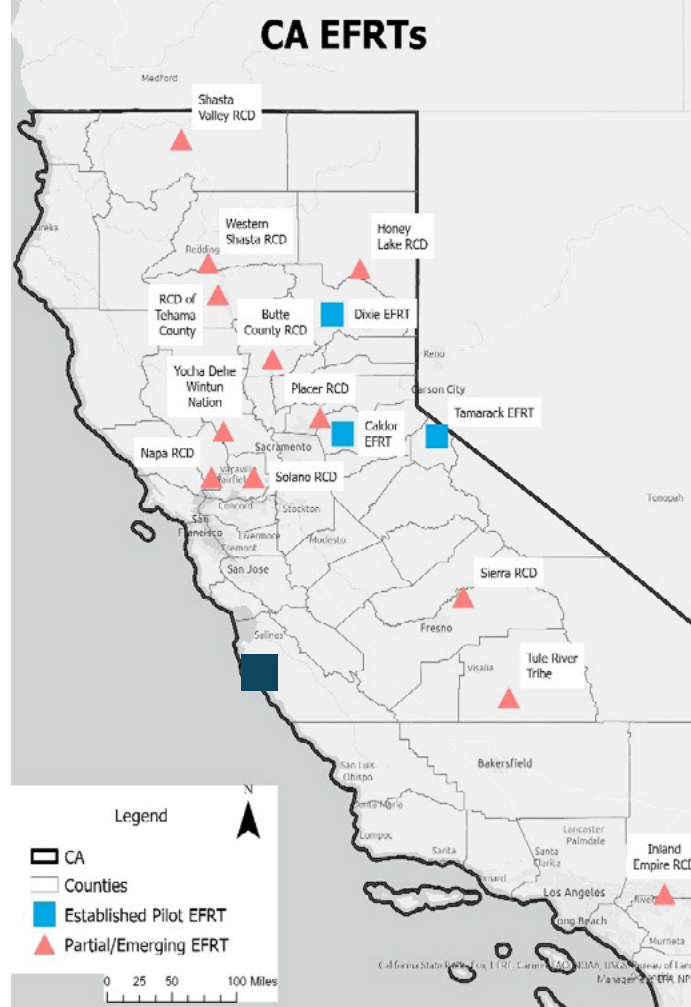 CA EFRTs
Medford
Shasta
Valley RCD
Western
Shasta RCD
Redding
Honey
Lake RCD
RCD of
Tehama
County
Butte
County RCD
Dixie EFRT
Reno
Yocha Dehe
Wintun
Nation
Placer RCD
Carson City
Tamarack EFRT
Caldor
EFRT
Sacramento
Napa RCD
Solano RCD
Concord
Stockton
San
Francisco
Livermore
Fremont
Modesto
San Jose
Tonopah
Sierra RCD
Fresno
Salinas
Visalia
Tule River
Tribe
San Luis
Obispo
Bakersfield
Lompoc
Santa
Lancaster
Palmdale
Santa
Clarita
Los Angeles
Long Beach
Inland
Empire RCD
Murrieta
N
Legend
CA
Counties
Established Pilot EFRT
Partial/Emerging EFRT
0 25 50 100 Miles